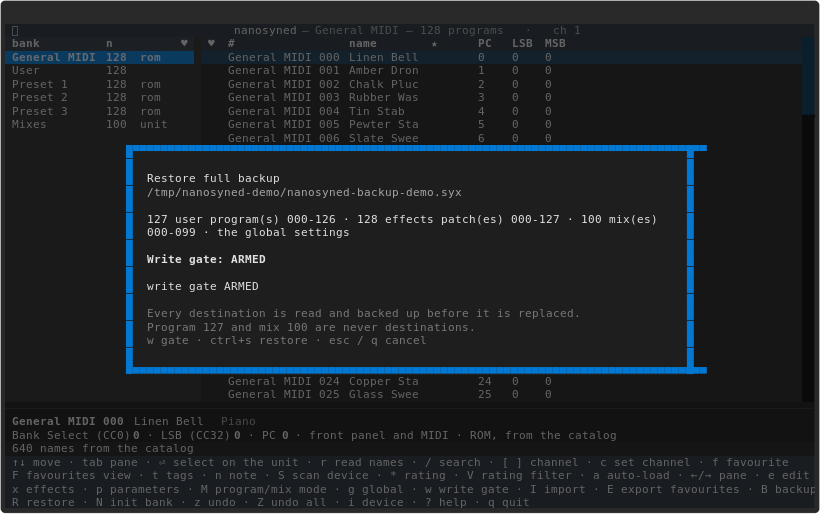 nanosyned — General MIDI — 128 programs · ch 1
bank n ♥ ♥ # name ★ PC LSB MSB
General MIDI 128 rom General MIDI 000 Linen Bell 0 0 0
User 128 General MIDI 001 Amber Dron 1 0 0
Preset 1 128 rom General MIDI 002 Chalk Pluc 2 0 0
Preset 2 128 rom General MIDI 003 Rubber Was 3 0 0
Preset 3 128 rom General MIDI 004 Tin Stab 4 0 0
Mixes 100 unit General MIDI 005 Pewter Sta 5 0 0
General MIDI 006 Slate Swee 6 0 0
Restore full backup
/tmp/nanosyned-demo/nanosyned-backup-demo.syx
127 user program(s) 000-126 · 128 effects patch(es) 000-127 · 100 mix(es)
000-099 · the global settings
Write gate: ARMED
write gate ARMED
Every destination is read and backed up before it is replaced.
Program 127 and mix 100 are never destinations.
w gate · ctrl+s restore · esc / q cancel
General MIDI 024 Copper Sta 24 0 0
General MIDI 025 Glass Swee 25 0 0
General MIDI 000 Linen Bell Piano
Bank Select (CC0) 0 · LSB (CC32) 0 · PC 0 · front panel and MIDI · ROM, from the catalog
640 names from the catalog
↑↓ move · tab pane · ⏎ select on the unit · r read names · / search · [ ] channel · c set channel · f favourite
F favourites view · t tags · n note · S scan device · * rating · V rating filter · a auto-load · ←/→ pane · e edit
x effects · p parameters · M program/mix mode · g global · w write gate · I import · E export favourites · B backup
R restore · N init bank · z undo · Z undo all · i device · ? help · q quit